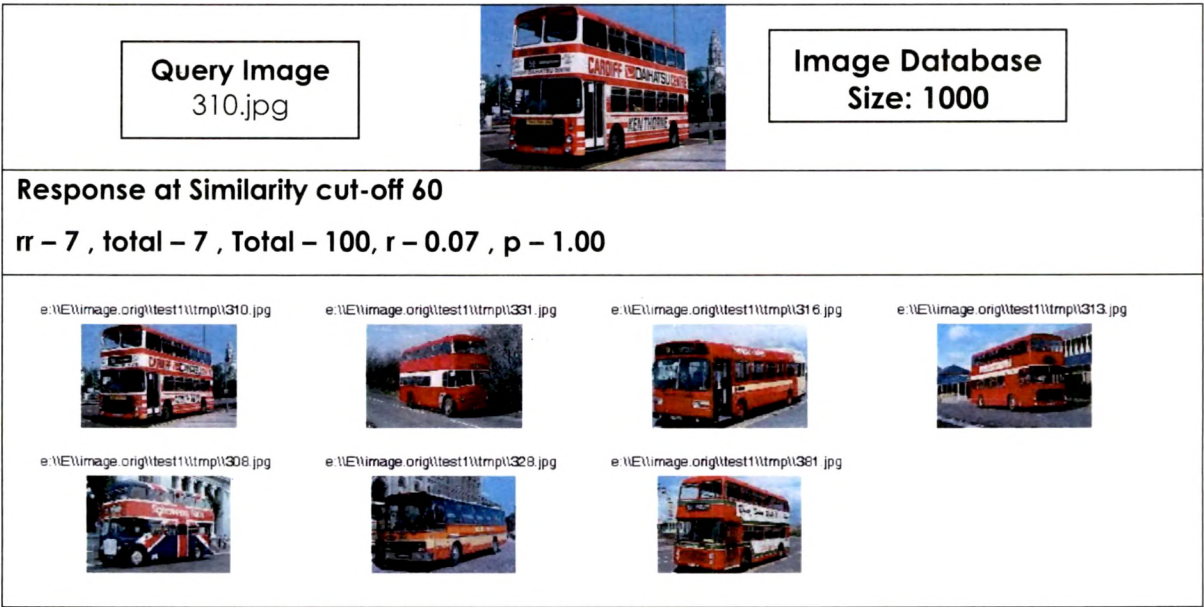 Query Image
310.jpg
CARDIFF DAIHATSU CENTRE
KEN THORNE
Image Database
Size: 1000
Response at Similarity cut-off 60
rr – 7 , total – 7 , Total – 100, r – 0.07 , p – 1.00
e:\\E\\image.orig\\test1\\tmp\\310.jpg
e:\\E\\image.orig\\test1\\tmp\\331.jpg
e:\\E\\image.orig\\test1\\tmp\\316.jpg
e:\\E\\image.orig\\test1\\tmp\\313.jpg
e:\\E\\image.orig\\test1\\tmp\\308.jpg
e:\\E\\image.orig\\test1\\tmp\\328.jpg
e:\\E\\image.orig\\test1\\tmp\\381.jpg